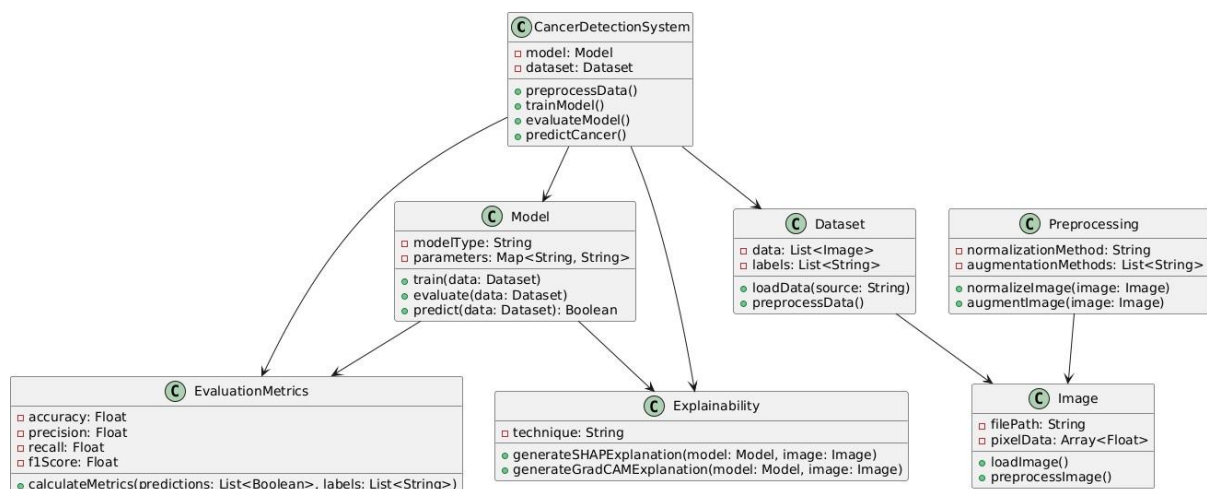 C CancerDetectionSystem
model: Model
dataset: Dataset
preprocessData()
trainModel()
evaluateModel()
predictCancer()
C Model
modelType: String
parameters: Map<String, String>
train(data: Dataset)
evaluate(data: Dataset)
predict(data: Dataset): Boolean
C Dataset
data: List<Image>
labels: List<String>
loadData(source: String)
preprocessData()
C Preprocessing
normalizationMethod: String
augmentationMethods: List<String>
normalizeImage(image: Image)
augmentImage(image: Image)
C EvaluationMetrics
accuracy: Float
precision: Float
recall: Float
f1Score: Float
calculateMetrics(predictions: List<Boolean>, labels: List<String>)
C Explainability
technique: String
generateSHAPExplanation(model: Model, image: Image)
generateGradCAMExplanation(model: Model, image: Image)
C Image
filePath: String
pixelData: Array<Float>
loadImage()
preprocessImage()